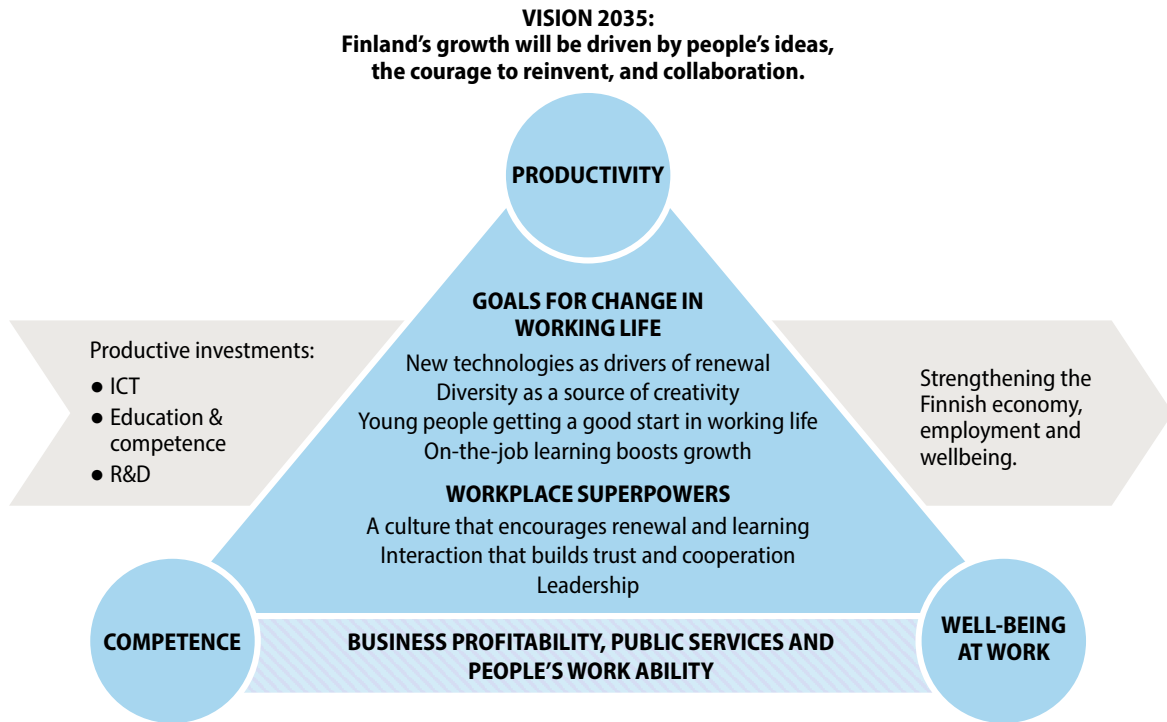 VISION 2035:
Finland's growth will be driven by people's ideas,
the courage to reinvent, and collaboration.
PRODUCTIVITY
GOALS FOR CHANGE IN
WORKING LIFE
New technologies as drivers of renewal
Diversity as a source of creativity
Young people getting a good start in working life
On-the-job learning boosts growth
WORKPLACE SUPERPOWERS
A culture that encourages renewal and learning
Interaction that builds trust and cooperation
Leadership
Productive investments:
● ICT
● Education &
competence
● R&D
Strengthening the
Finnish economy,
employment and
wellbeing.
COMPETENCE
BUSINESS PROFITABILITY, PUBLIC SERVICES AND
PEOPLE'S WORK ABILITY
WELL-BEING
AT WORK